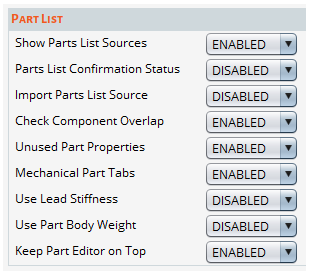 PART LIST
Show Parts List Sources ENABLED
Parts List Confirmation Status DISABLED
Import Parts List Source DISABLED
Check Component Overlap ENABLED
Unused Part Properties ENABLED
Mechanical Part Tabs ENABLED
Use Lead Stiffness DISABLED
Use Part Body Weight DISABLED
Keep Part Editor on Top ENABLED